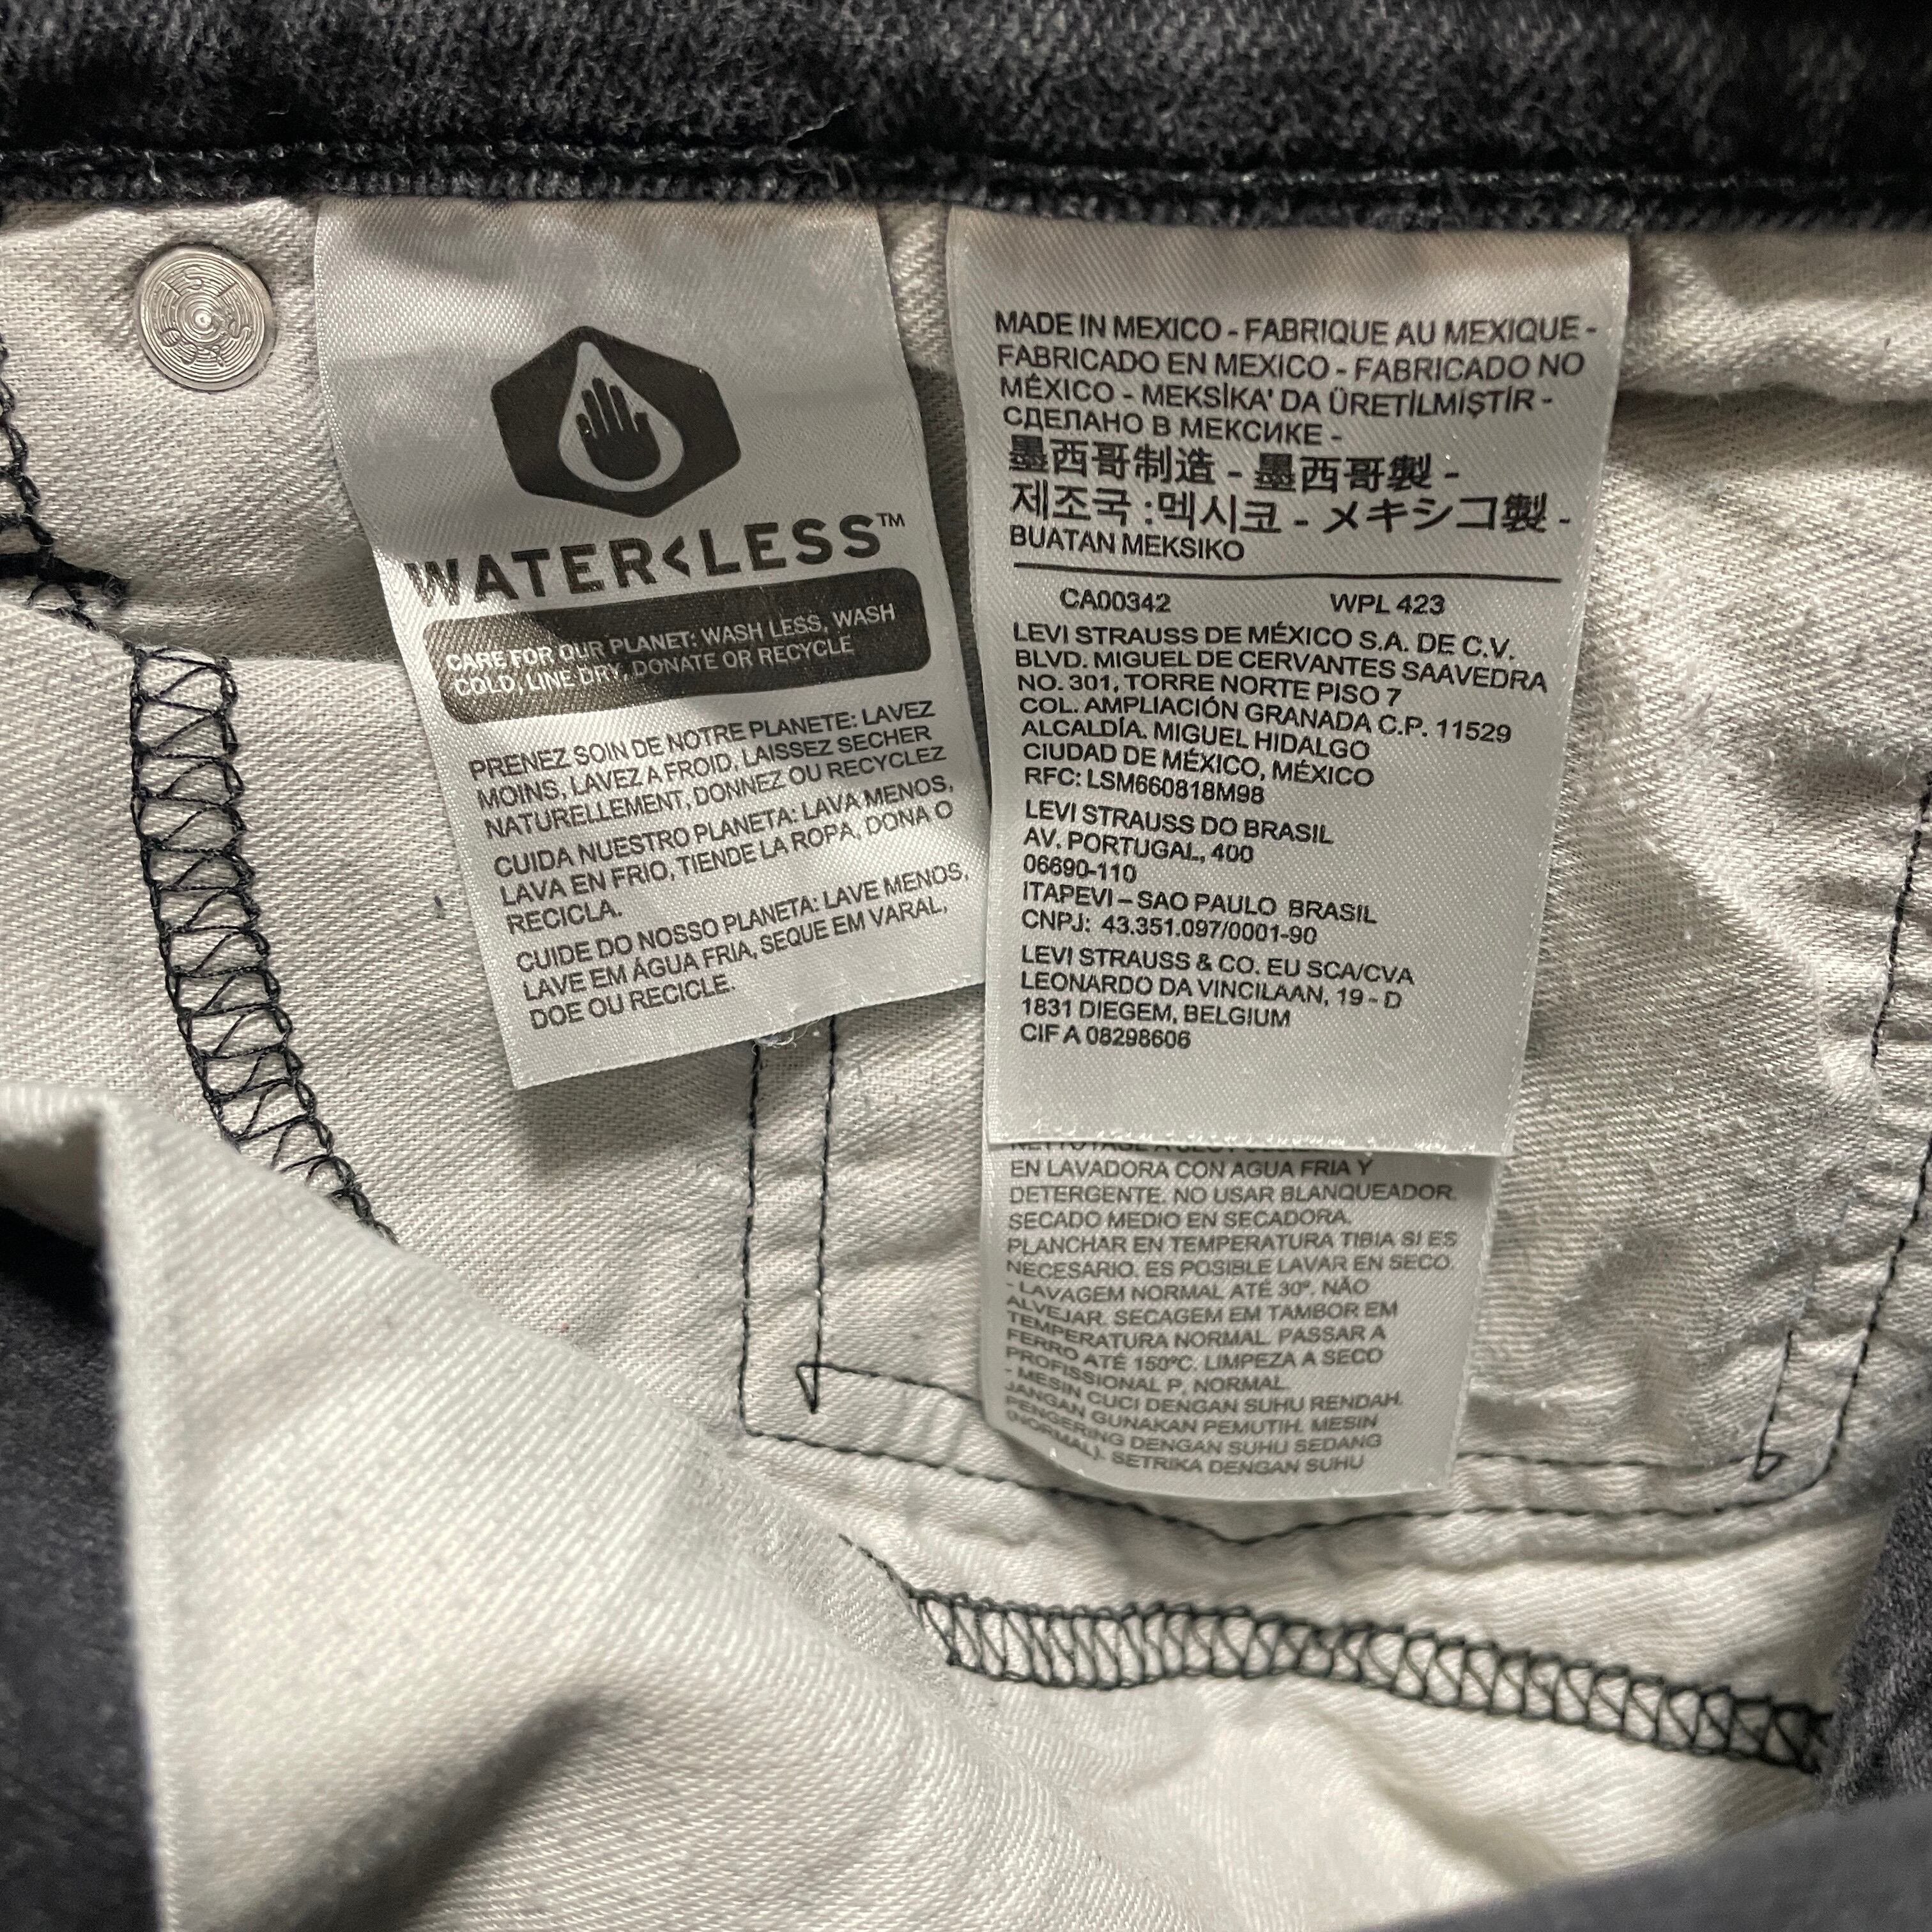 WATER<LESS™
CARE FOR OUR PLANET: WASH LESS, WASH
COLD, LINE DRY, DONATE OR RECYCLE
PRENEZ SOIN DE NOTRE PLANETE: LAVEZ
MOINS, LAVEZ A FROID, LAISSEZ SECHER
NATURELLEMENT, DONNEZ OU RECYCLEZ
CUIDA NUESTRO PLANETA: LAVA MENOS,
LAVA EN FRIO, TIENDE LA ROPA, DONA O
RECICLA.
CUIDE DO NOSSO PLANETA: LAVE MENOS,
LAVE EM ÁGUA FRIA, SEQUE EM VARAL,
DOE OU RECICLE.
MADE IN MEXICO - FABRIQUE AU MEXIQUE -
FABRICADO EN MEXICO - FABRICADO NO
MÉXICO - MEKSİKA' DA ÜRETİLMİŞTİR -
СДЕЛАНО В МЕКСИКЕ -
墨西哥制造 - 墨西哥製 -
제조국 :멕시코 - メキシコ製 -
BUATAN MEKSIKO
CA00342 WPL 423
LEVI STRAUSS DE MÉXICO S.A. DE C.V.
BLVD. MIGUEL DE CERVANTES SAAVEDRA
NO. 301, TORRE NORTE PISO 7
COL. AMPLIACIÓN GRANADA C.P. 11529
ALCALDÍA. MIGUEL HIDALGO
CIUDAD DE MÉXICO, MÉXICO
RFC: LSM660818M98
LEVI STRAUSS DO BRASIL
AV. PORTUGAL, 400
06690-110
ITAPEVI – SAO PAULO BRASIL
CNPJ: 43.351.097/0001-90
LEVI STRAUSS & CO. EU SCA/CVA
LEONARDO DA VINCILAAN, 19 - D
1831 DIEGEM, BELGIUM
CIF A 08298606
EN LAVADORA CON AGUA FRIA Y
DETERGENTE. NO USAR BLANQUEADOR.
SECADO MEDIO EN SECADORA.
PLANCHAR EN TEMPERATURA TIBIA SI ES
NECESARIO. ES POSIBLE LAVAR EN SECO.
- LAVAGEM NORMAL ATÉ 30º. NÃO
ALVEJAR. SECAGEM EM TAMBOR EM
TEMPERATURA NORMAL. PASSAR A
FERRO ATÉ 150ºC. LIMPEZA A SECO
PROFISSIONAL P, NORMAL.
- MESIN CUCI DENGAN SUHU RENDAH.
JANGAN GUNAKAN PEMUTIH. MESIN
PENGERING DENGAN SUHU SEDANG
(NORMAL). SETRIKA DENGAN SUHU